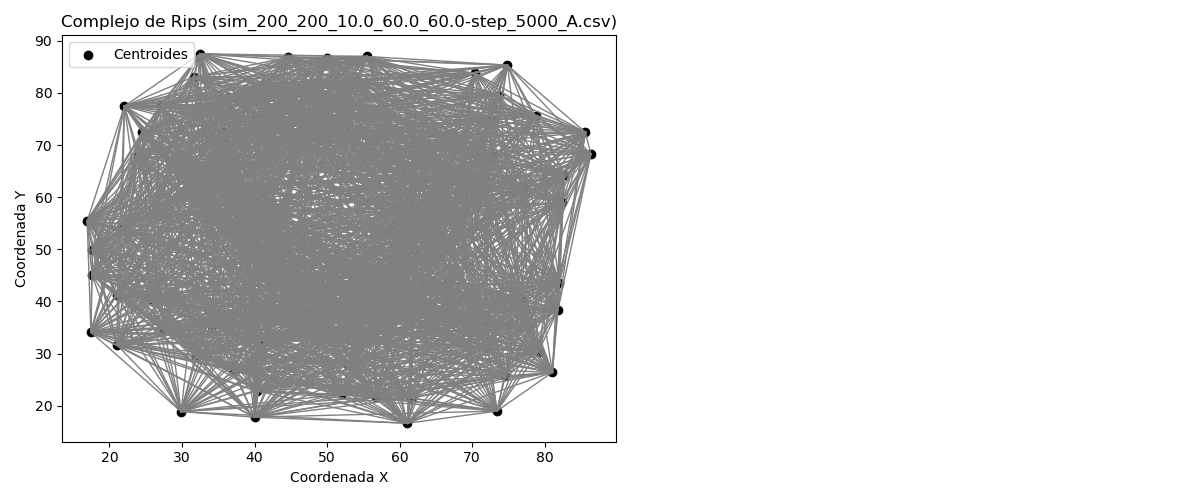 Complejo de Rips (sim_200_200_10.0_60.0_60.0-step_5000_A.csv)
Centroides
90
80
70
60
50
40
30
20
Coordenada Y
20 30 40 50 60 70 80
Coordenada X